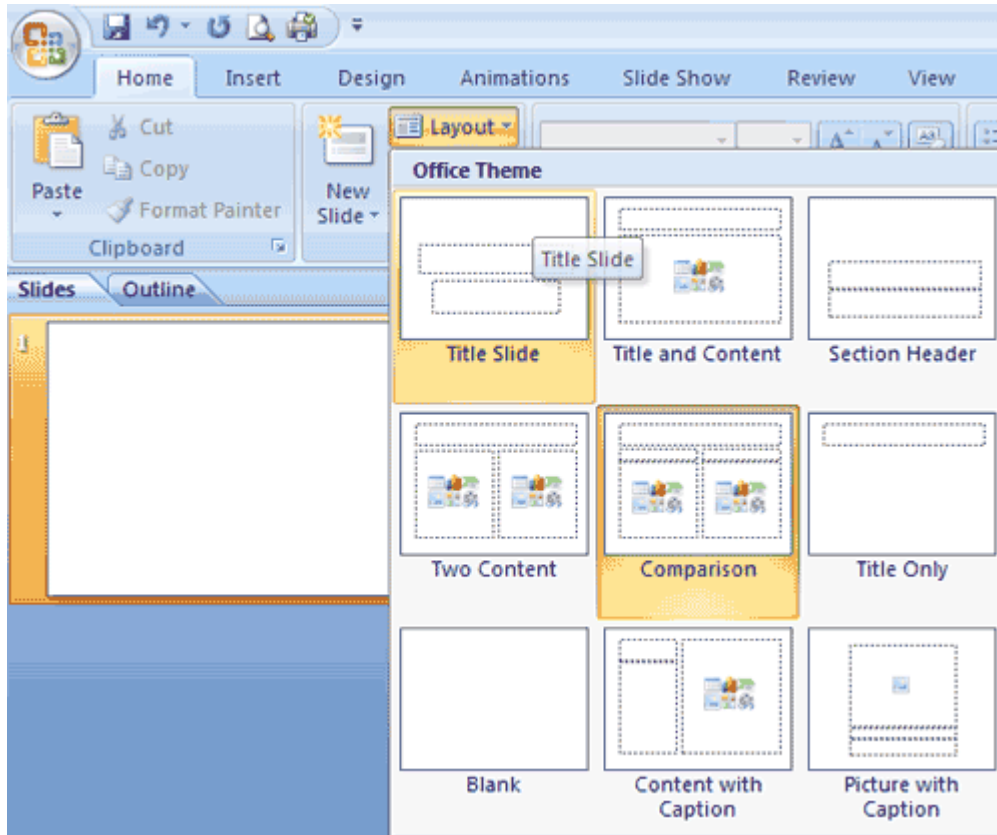 Home Insert Design Animations Slide Show Review View
Cut
Layout
Copy
Paste
New
Slide
Format Painter
Clipboard
Office Theme
Slides Outline
1
Title Slide
Title Slide Title and Content Section Header
Two Content Comparison Title Only
Blank Content with Caption Picture with Caption